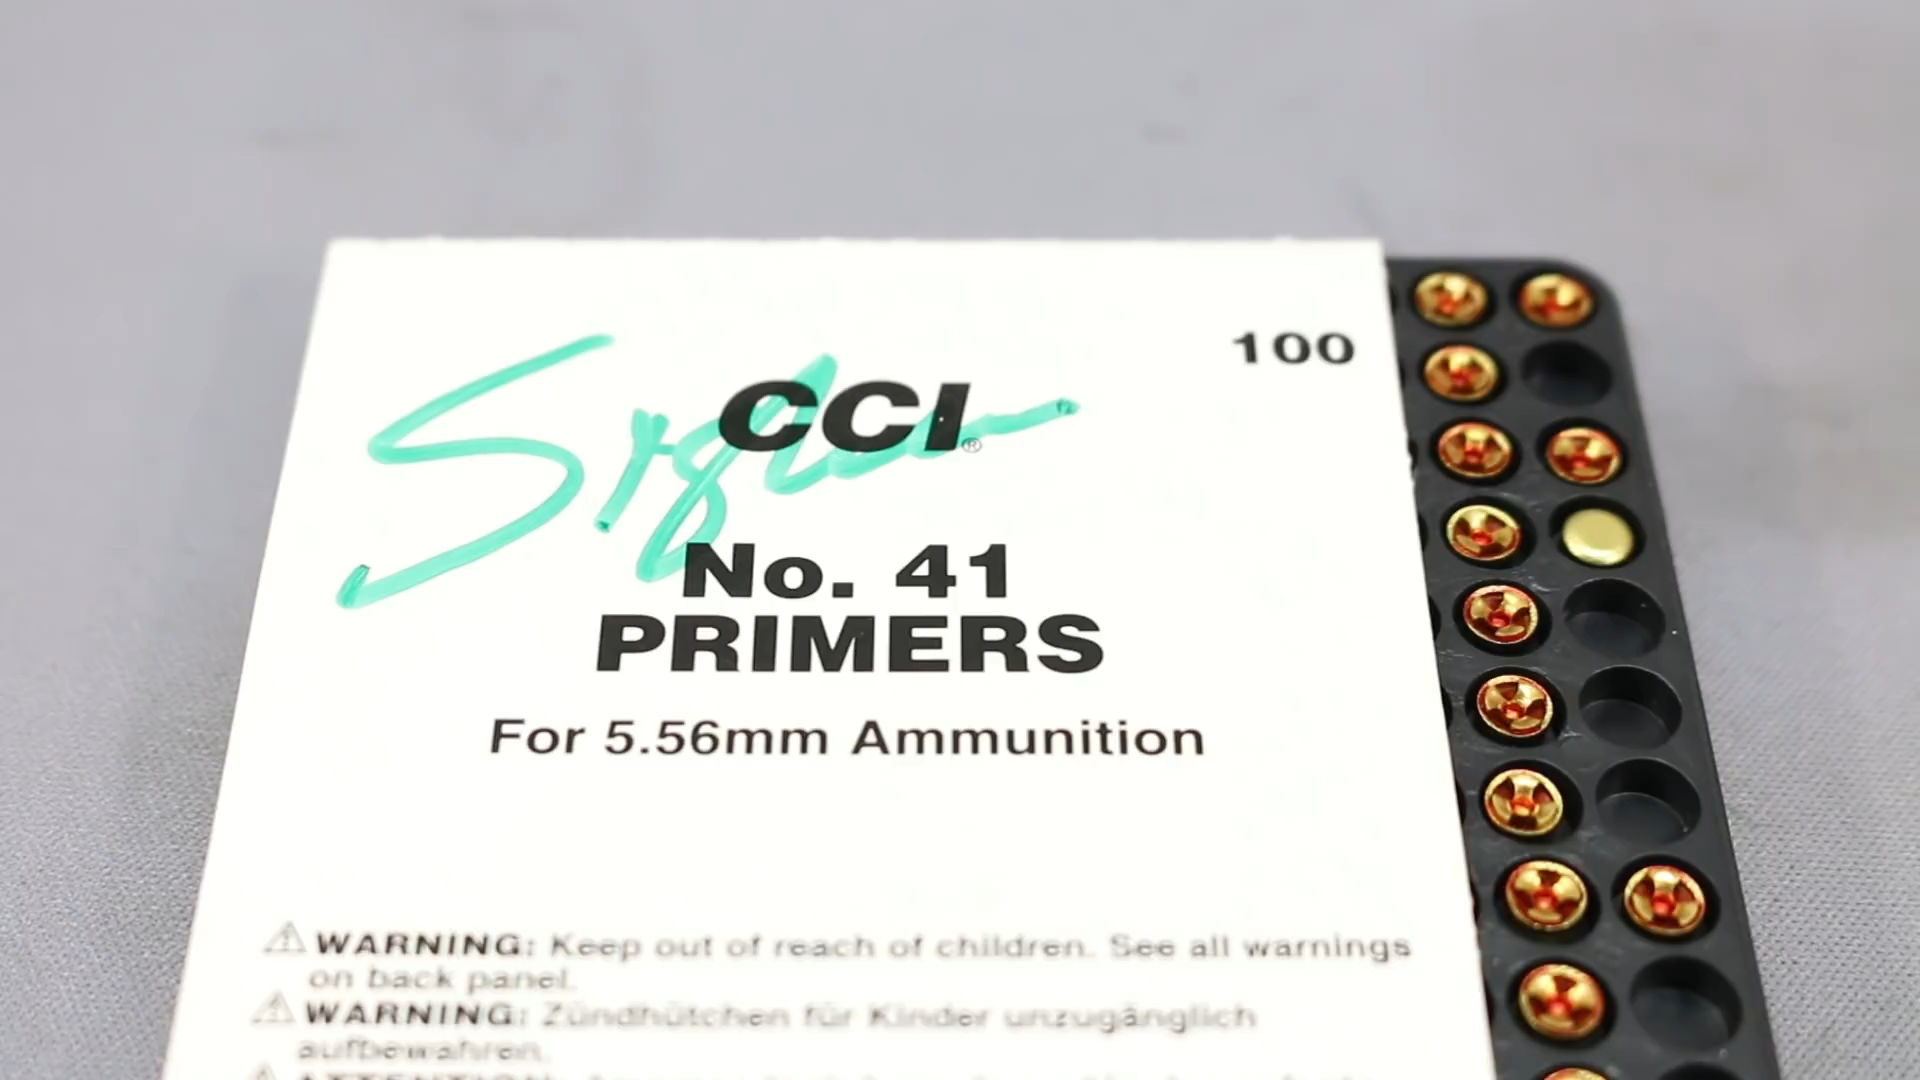 100
CCI®
No. 41
PRIMERS
For 5.56mm Ammunition
⚠ WARNING: Keep out of reach of children. See all warnings
on back panel.
⚠ WARNING: Zündhütchen für Kinder unzugänglich
aufbewahren.